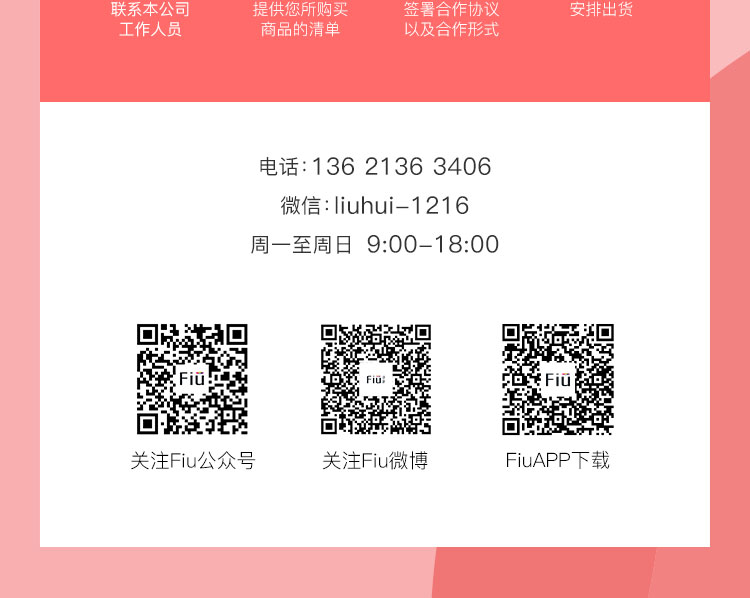 联系本公司 提供您所购买 签署合作协议 安排出货
工作人员 商品的清单 以及合作形式
电话:136 2136 3406
微信:liuhui-1216
周一至周日 9:00-18:00
Fiu Fiu Fiu
关注Fiu公众号 关注Fiu微博 FiuAPP下载